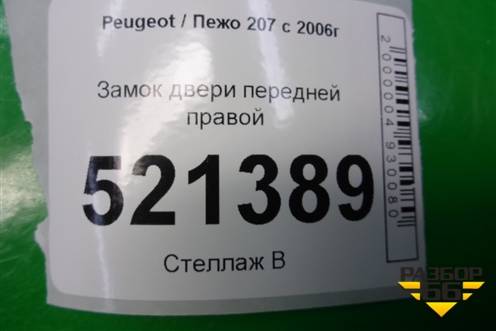 Peugeot / Пежо 207 с 2006г
Замок двери передней
правой
521389
Стеллаж В
2000004930080
РАЗБОР
66